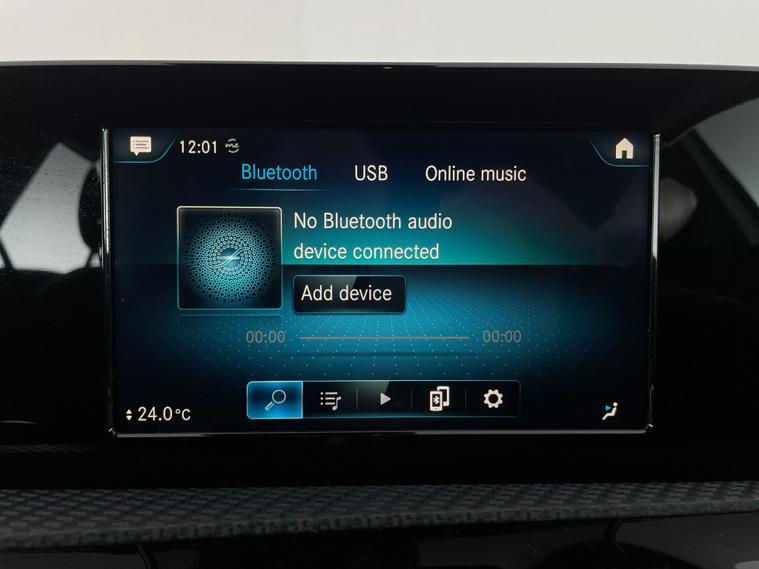 12:01 me
Bluetooth USB Online music
No Bluetooth audio
device connected
Add device
00:00 00:00
24.0°C